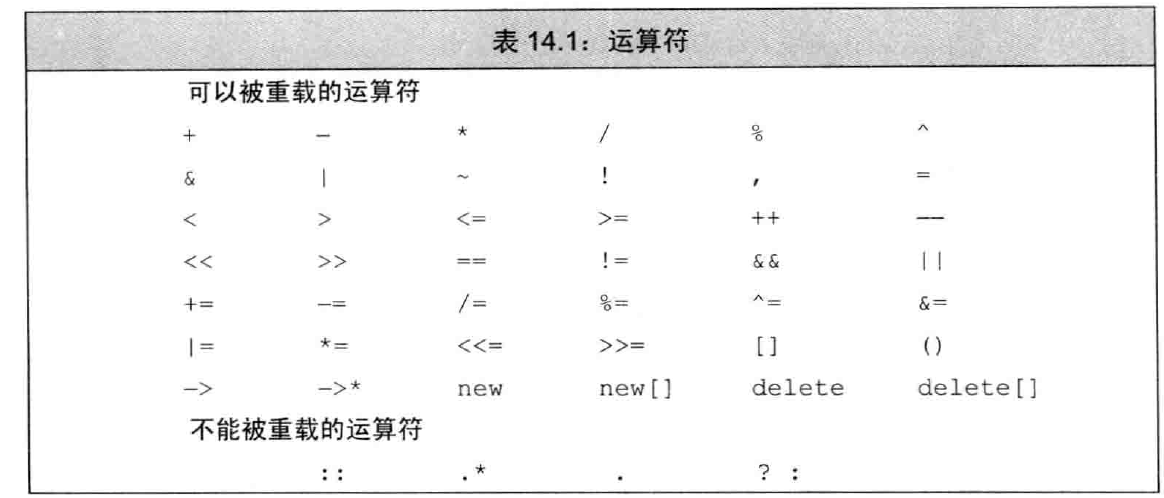 表 14.1：运算符
可以被重载的运算符
+ − * / % ^
& | ~ ! , =
< > <= >= ++ −−
<< >> == != && ||
+= −= /= %= ^= &=
|= *= <<= >>= [] ()
−> −>* new new[] delete delete[]
不能被重载的运算符
:: .* . ? :